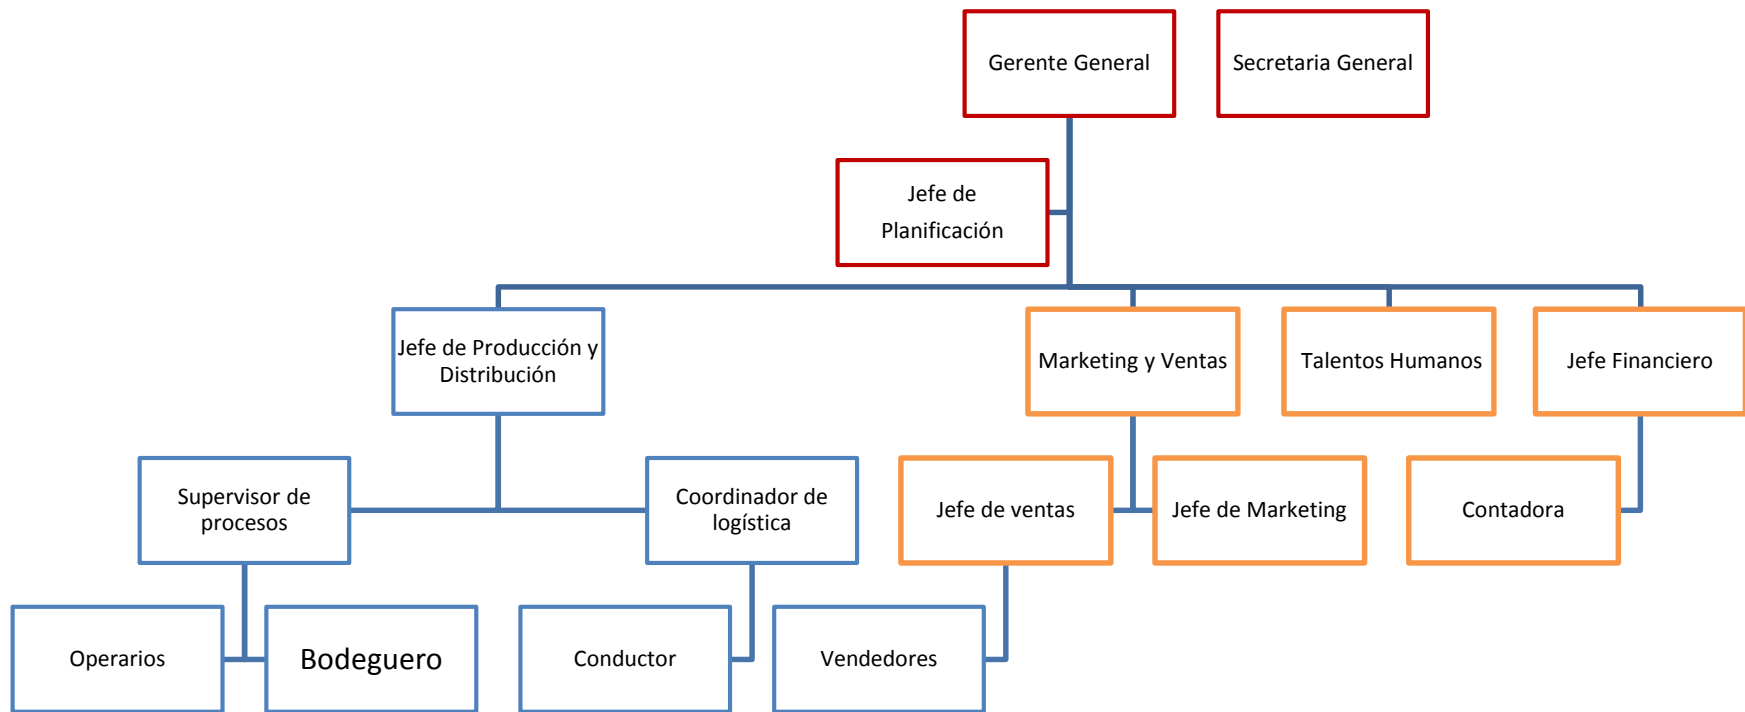 Gerente General
Secretaria General
Jefe de
Planificación
Jefe de Producción y
Distribución
Marketing y Ventas
Talentos Humanos
Jefe Financiero
Supervisor de
procesos
Coordinador de
logística
Jefe de ventas
Jefe de Marketing
Contadora
Operarios
Bodeguero
Conductor
Vendedores